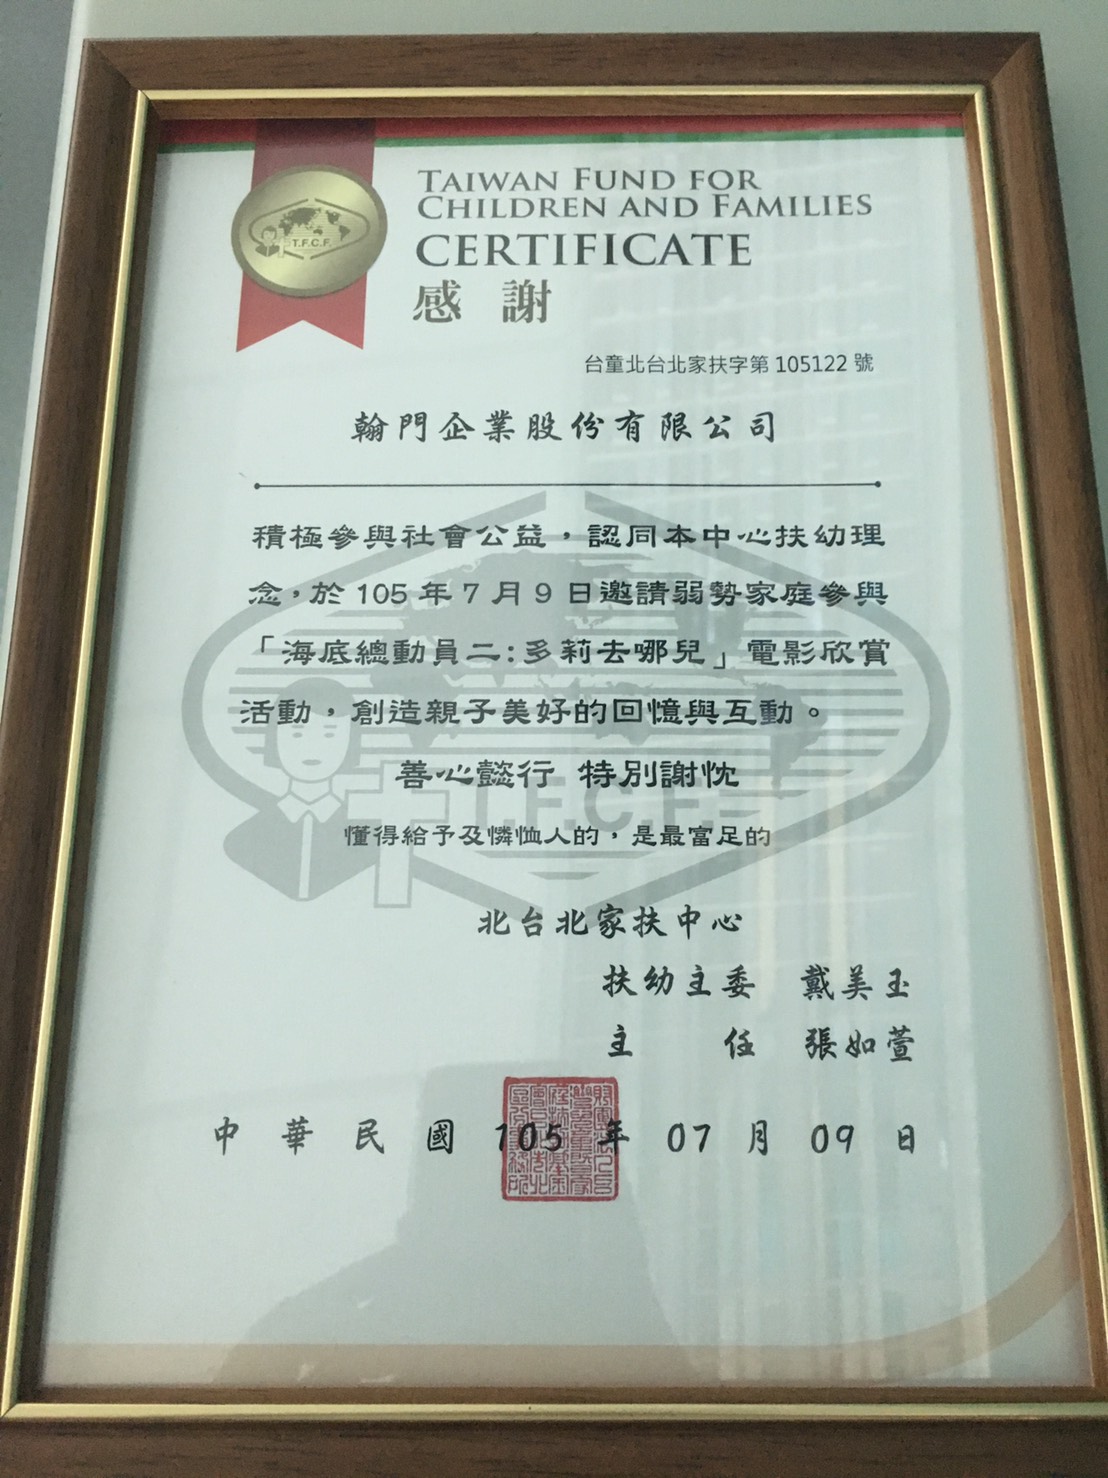 TAIWAN FUND FOR
CHILDREN AND FAMILIES
CERTIFICATE
感謝
T.F.C.F.
台童北台北家扶字第 105122 號
翰門企業股份有限公司
積極參與社會公益，認同本中心扶幼理
念，於 105 年 7 月 9 日邀請弱勢家庭參與
「海底總動員二:多莉去哪兒」電影欣賞
活動，創造親子美好的回憶與互動。
善心懿行 特別謝忱
T.F.C.F.
懂得給予及憐恤人的，是最富足的
北台北家扶中心
扶幼主委 戴美玉
主 任 張如萱
中 華 民 國 105 年 07 月 09 日